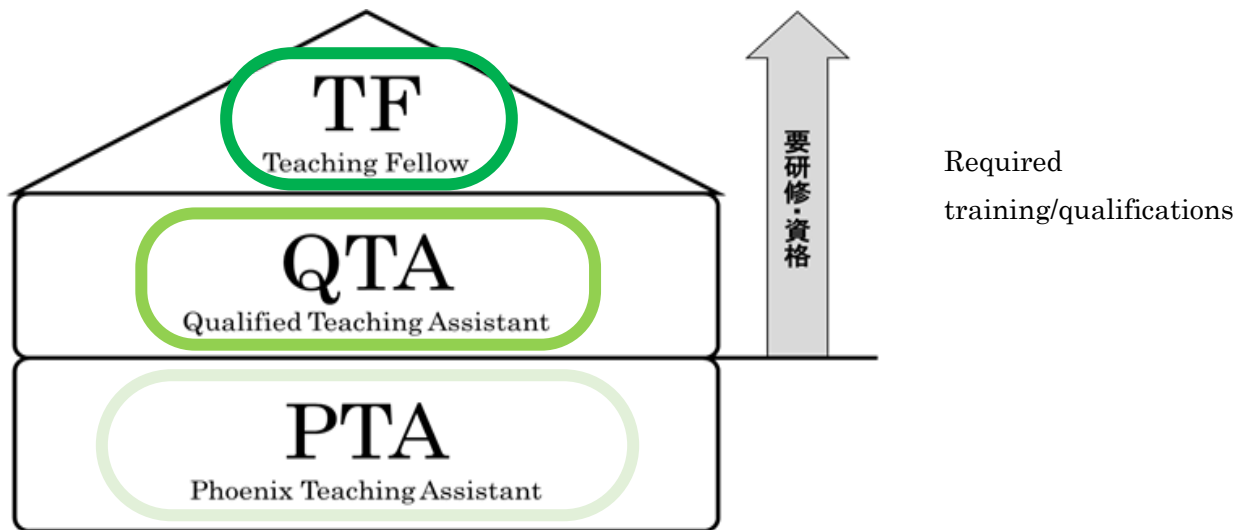 TF
Teaching Fellow
QTA
Qualified Teaching Assistant
PTA
Phoenix Teaching Assistant
要研修・資格
Required
training/qualifications